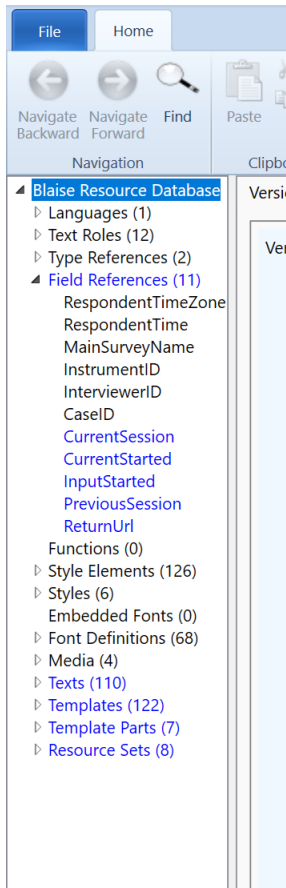 File Home
Navigate Backward
Navigate Forward
Find
Paste
Navigation
Blaise Resource Database
Languages (1)
Text Roles (12)
Type References (2)
Field References (11)
RespondentTimeZone
RespondentTime
MainSurveyName
InstrumentID
InterviewerID
CaseID
CurrentSession
CurrentStarted
InputStarted
PreviousSession
ReturnUrl
Functions (0)
Style Elements (126)
Styles (6)
Embedded Fonts (0)
Font Definitions (68)
Media (4)
Texts (110)
Templates (122)
Template Parts (7)
Resource Sets (8)